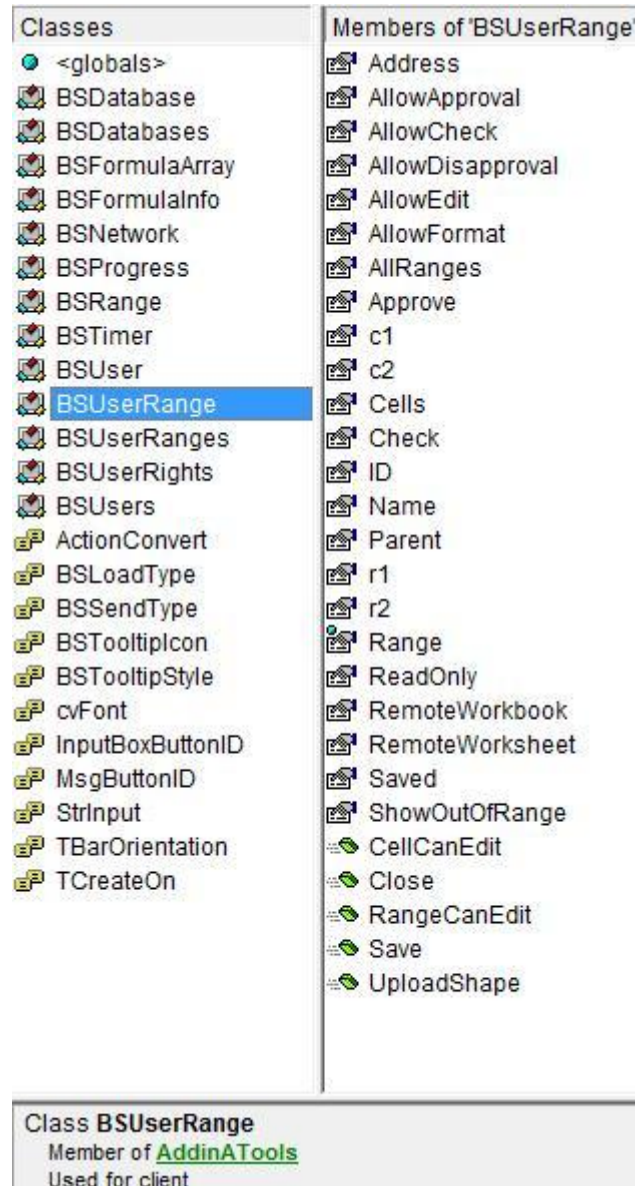 Classes
<globals>
BSDatabase
BSDatabases
BSFormulaArray
BSFormulaInfo
BSNetwork
BSProgress
BSRange
BSTimer
BSUser
BSUserRange
BSUserRanges
BSUserRights
BSUsers
ActionConvert
BSLoadType
BSSendType
BSTooltipIcon
BSTooltipStyle
cvFont
InputBoxButtonID
MsgButtonID
StrInput
TBarOrientation
TCreateOn
Members of 'BSUserRange'
Address
AllowApproval
AllowCheck
AllowDisapproval
AllowEdit
AllowFormat
AllRanges
Approve
c1
c2
Cells
Check
ID
Name
Parent
r1
r2
Range
ReadOnly
RemoteWorkbook
RemoteWorksheet
Saved
ShowOutOfRange
CellCanEdit
Close
RangeCanEdit
Save
UploadShape
Class BSUserRange
Member of AddinATools
Used for client